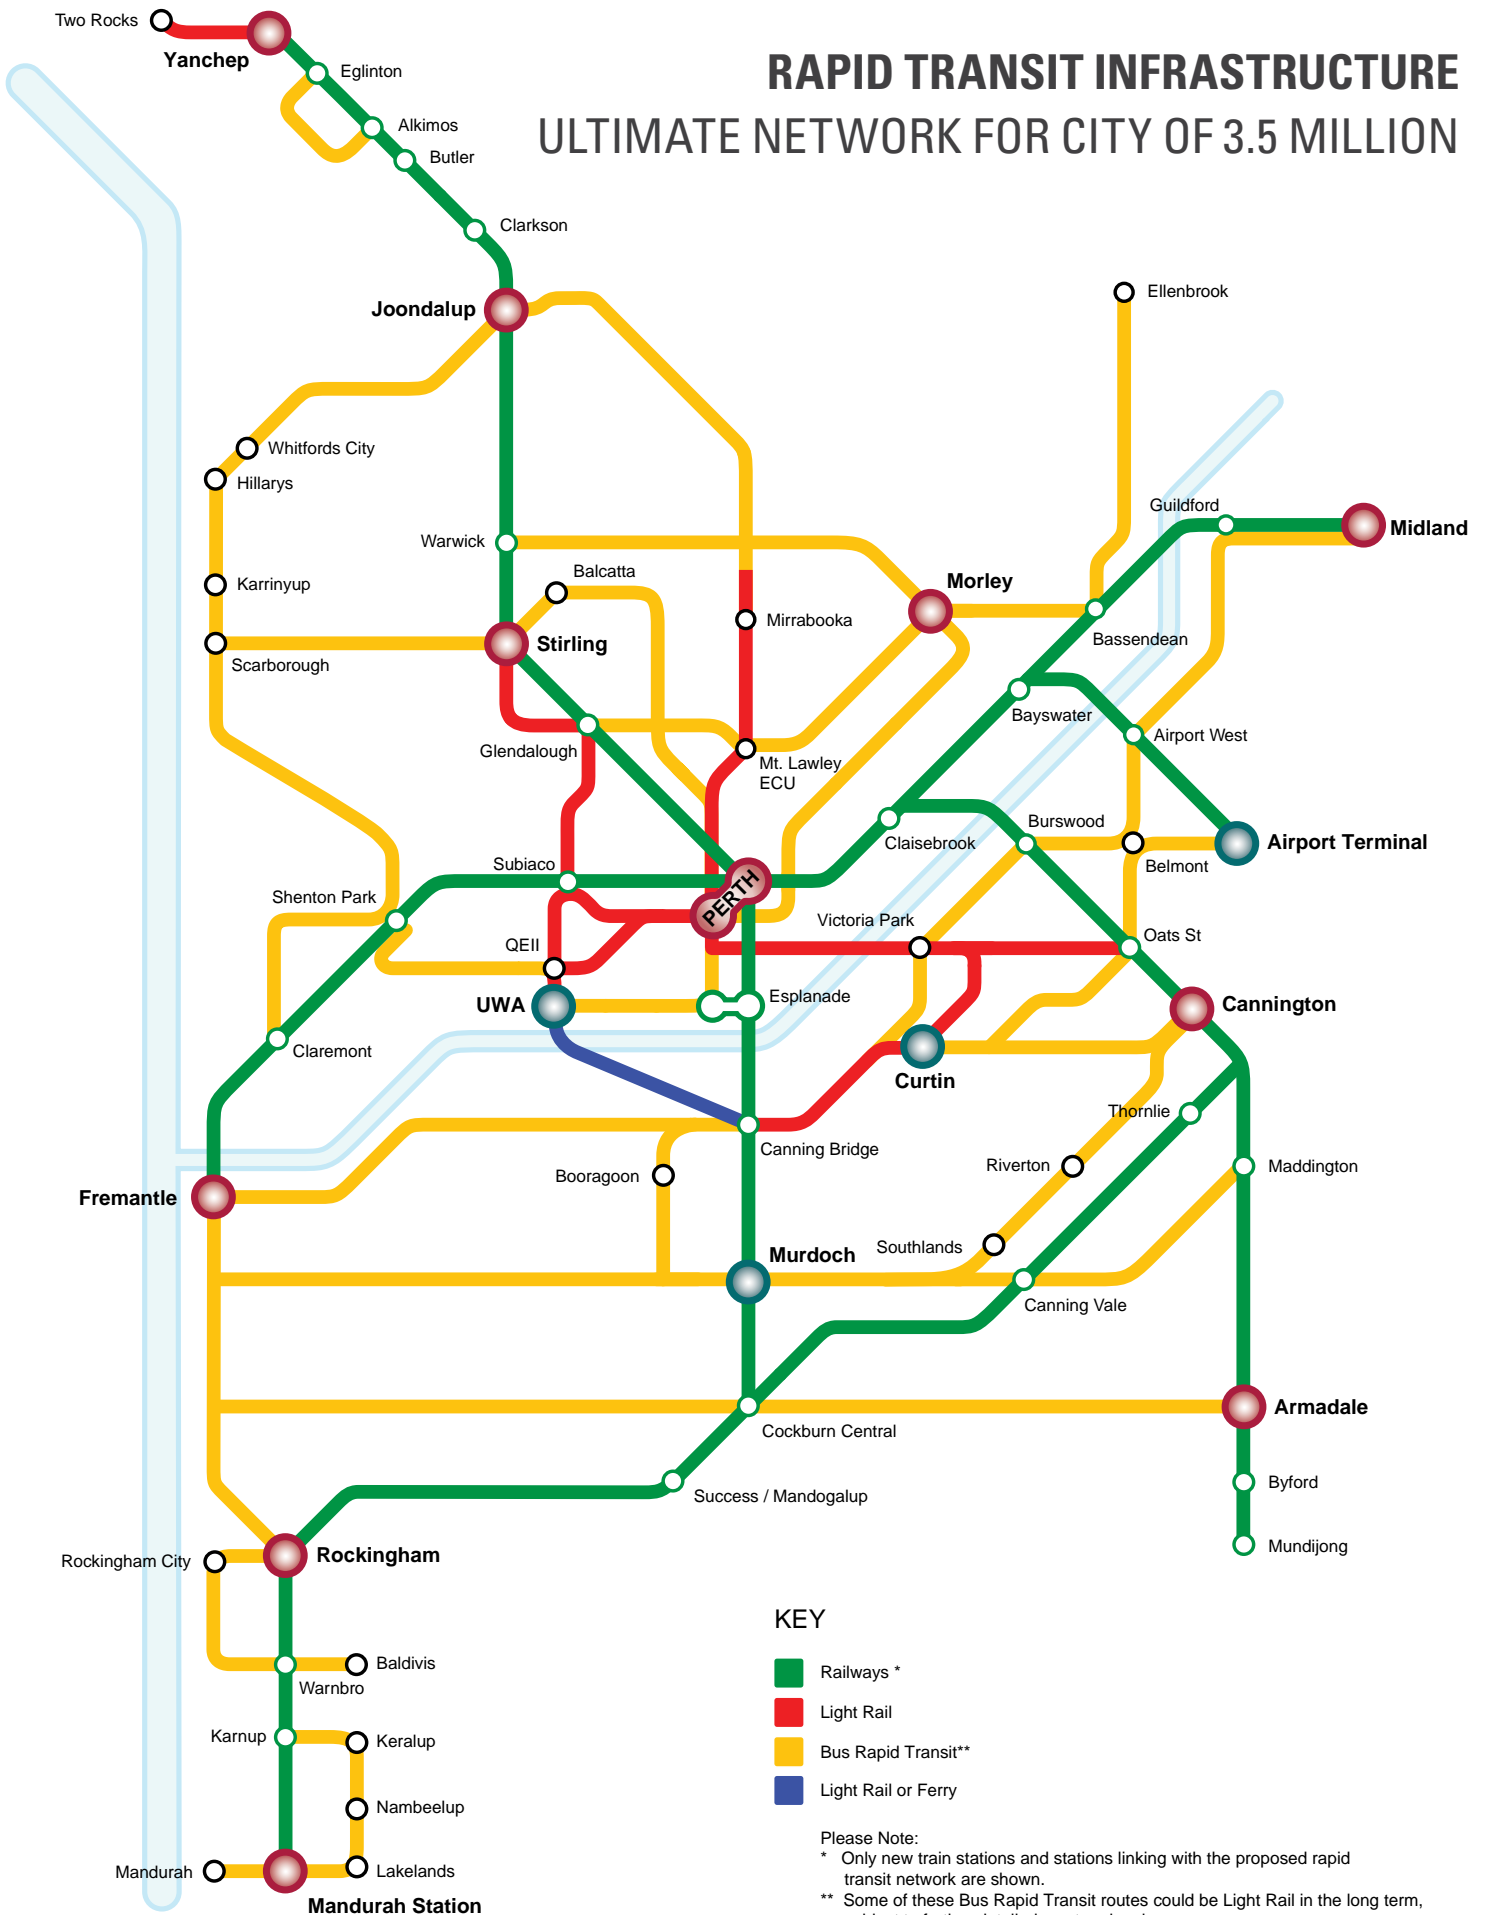 Two Rocks
Yanchep
RAPID TRANSIT INFRASTRUCTURE
ULTIMATE NETWORK FOR CITY OF 3.5 MILLION
Eglinton
Alkimos
Butler
Clarkson
Joondalup
Ellenbrook
Whitfords City
Hillarys
Guildford
Midland
Warwick
Balcatta
Morley
Karrinyup
Mirrabooka
Stirling
Bassendean
Scarborough
Bayswater
Airport West
Glendalough
Mt. Lawley
ECU
Burswood
Claisebrook
Airport Terminal
Belmont
Subiaco
PERTH
Shenton Park
Victoria Park
QEII
Oats St
UWA
Esplanade
Cannington
Claremont
Curtin
Thornlie
Canning Bridge
Booragoon
Riverton
Maddington
Fremantle
Southlands
Murdoch
Canning Vale
Armadale
Cockburn Central
Byford
Success / Mandogalup
Mundijong
Rockingham City
Rockingham
KEY
Baldivis
Warnbro
Railways *
Light Rail
Karnup
Keralup
Bus Rapid Transit**
Light Rail or Ferry
Nambeelup
Please Note:
* Only new train stations and stations linking with the proposed rapid
transit network are shown.
Mandurah
Lakelands
** Some of these Bus Rapid Transit routes could be Light Rail in the long term,
Mandurah Station